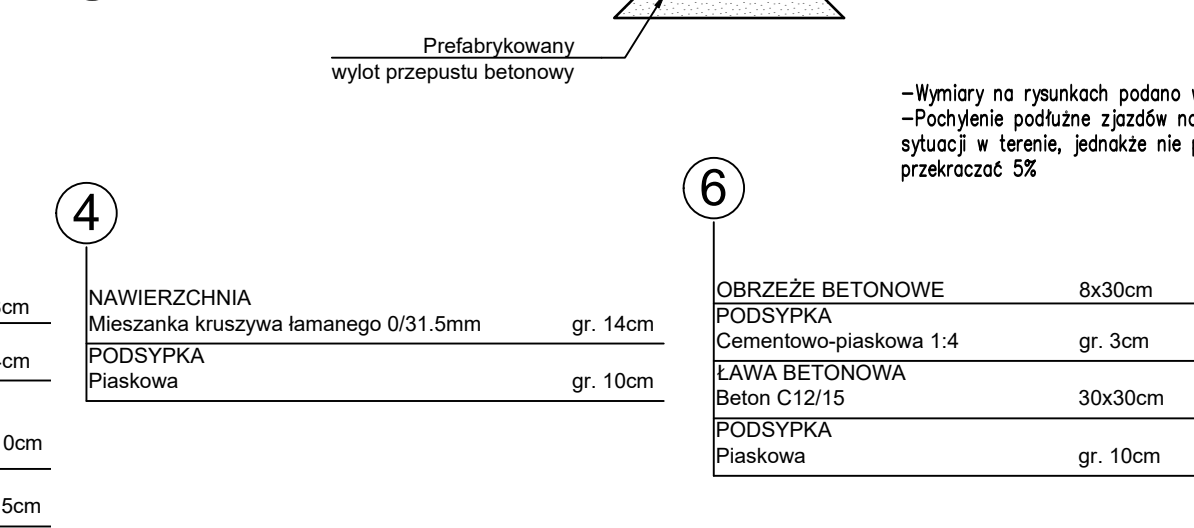 Prefabrykowany
wylot przepustu betonowy
-Wymiary na rysunkach podano
-Pochylenie podłużne zjazdów
sytuacji w terenie, jednakże nie
przekraczać 5%
4
NAWIERZCHNIA
Mieszanka kruszywa łamanego 0/31.5mm gr. 14cm
PODSYPKA
Piaskowa gr. 10cm
6
OBRZEŻE BETONOWE 8x30cm
PODSYPKA
Cementowo-piaskowa 1:4 gr. 3cm
ŁAWA BETONOWA
Beton C12/15 30x30cm
PODSYPKA
Piaskowa gr. 10cm
cm
cm
0cm
5cm